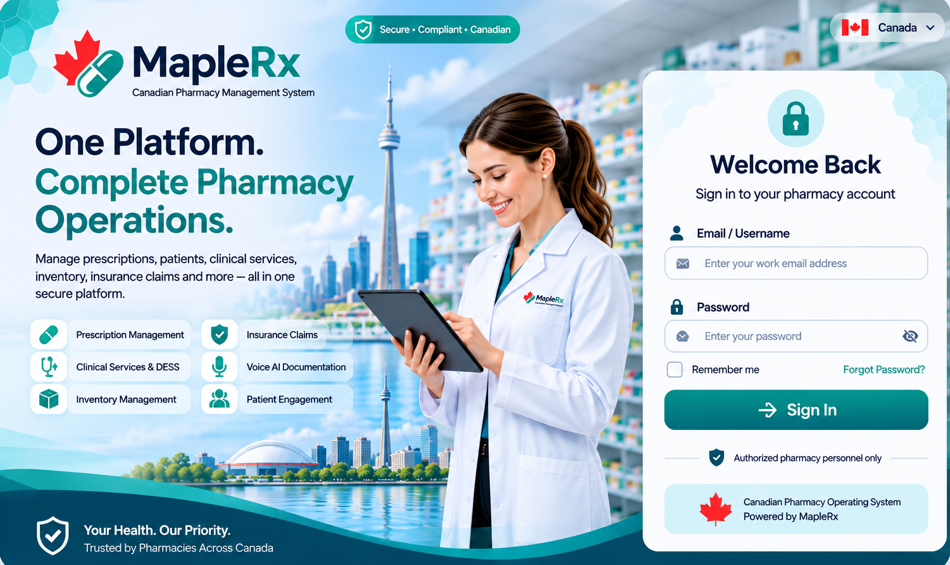 Secure • Compliant • Canadian
Canada
MapleRx
Canadian Pharmacy Management System
One Platform.
Complete Pharmacy
Operations.
Manage prescriptions, patients, clinical services,
inventory, insurance claims and more — all in one
secure platform.
Prescription Management
Insurance Claims
Clinical Services & DESS
Voice AI Documentation
Inventory Management
Patient Engagement
Your Health. Our Priority.
Trusted by Pharmacies Across Canada
MapleRx
Welcome Back
Sign in to your pharmacy account
Email / Username
Enter your work email address
Password
Enter your password
Remember me
Forgot Password?
Sign In
Authorized pharmacy personnel only
Canadian Pharmacy Operating System
Powered by MapleRx